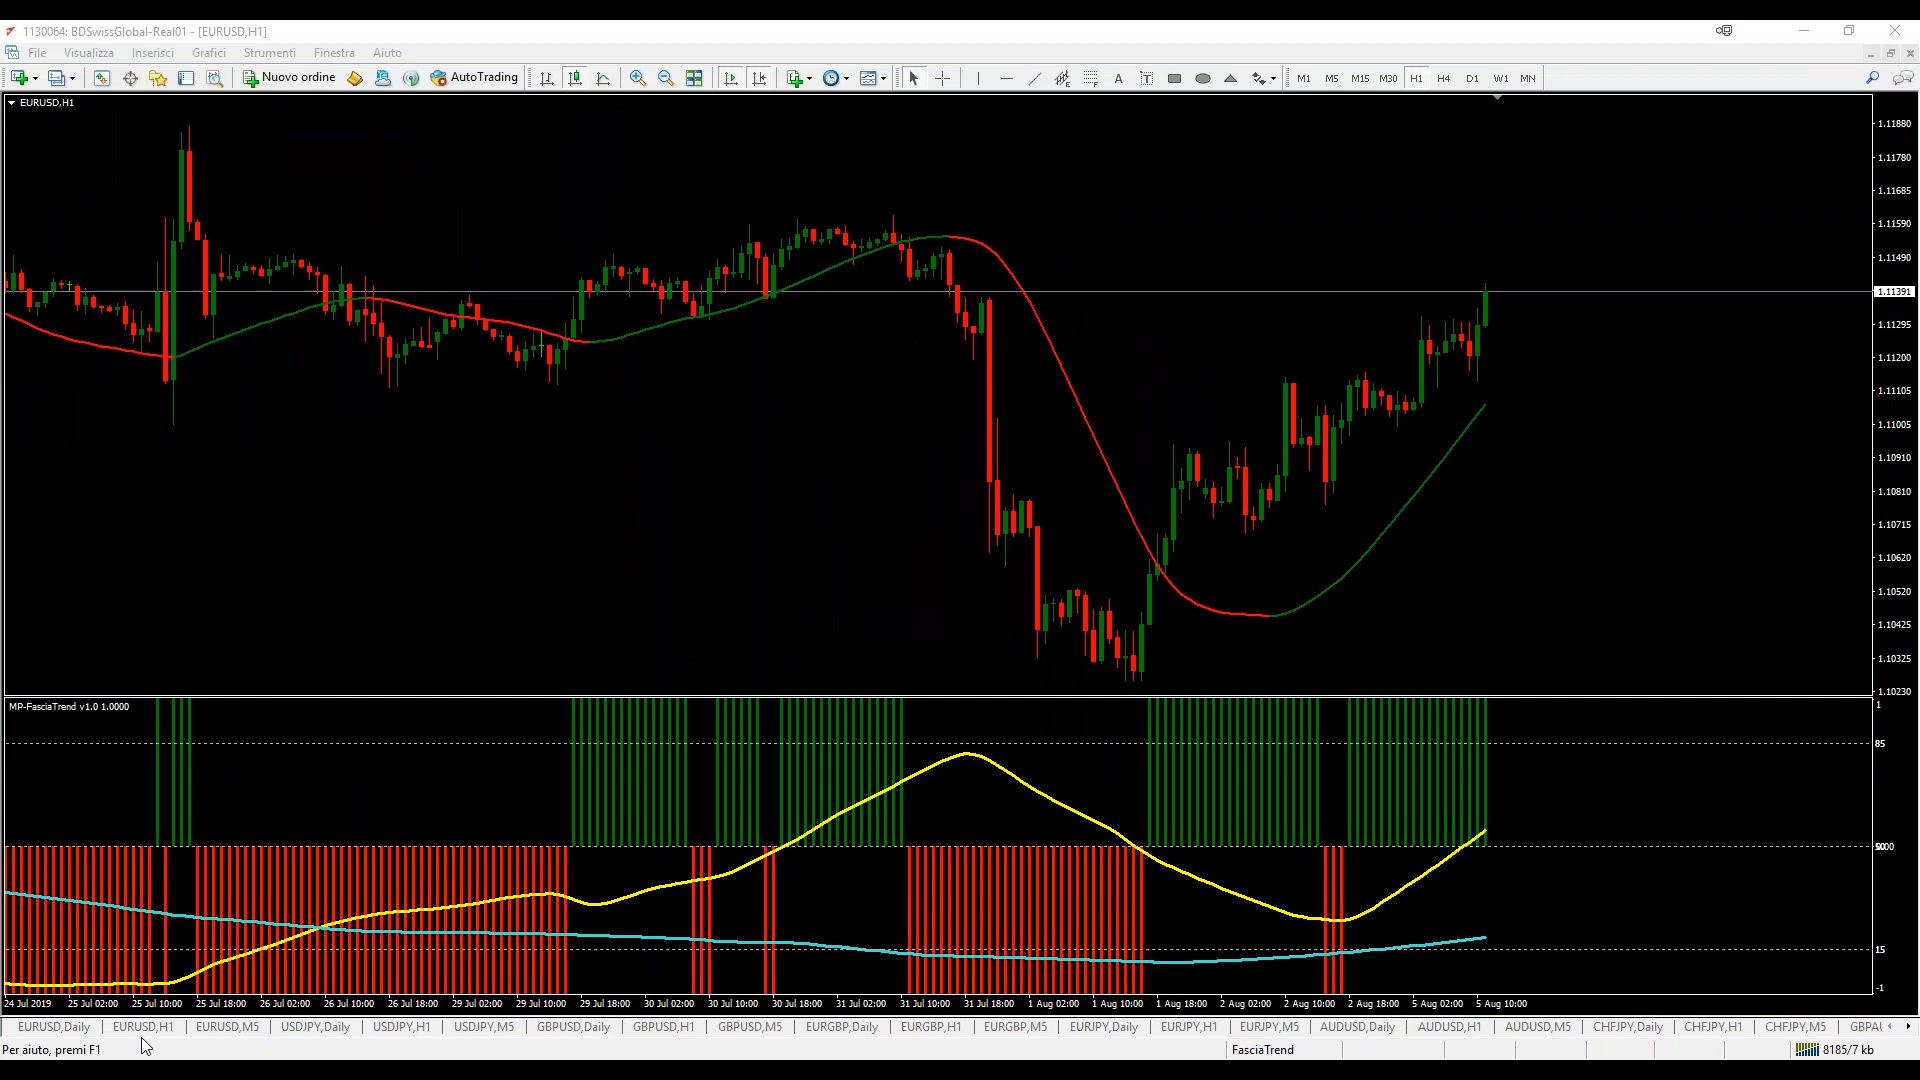 1130064: BDSwissGlobal-Real01 - [EURUSD,H1]
File Visualizza Inserisci Grafici Strumenti Finestra Aiuto
Nuovo ordine AutoTrading A T M1 M5 M15 M30 H1 H4 D1 W1 MN
EURUSD,H1
1.11880
1.11780
1.11685
1.11590
1.11490
1.11391
1.11295
1.11200
1.11105
1.11005
1.10910
1.10810
1.10715
1.10620
1.10520
1.10425
1.10325
1.10230
MP-FasciaTrend v1.0 1.0000
1
85
15
-1
24 Jul 2019 25 Jul 02:00 25 Jul 10:00 25 Jul 18:00 26 Jul 02:00 26 Jul 10:00 26 Jul 18:00 29 Jul 02:00 29 Jul 10:00 29 Jul 18:00 30 Jul 02:00 30 Jul 10:00 30 Jul 18:00 31 Jul 02:00 31 Jul 10:00 31 Jul 18:00 1 Aug 02:00 1 Aug 10:00 1 Aug 18:00 2 Aug 02:00 2 Aug 10:00 2 Aug 18:00 5 Aug 02:00 5 Aug 10:00
EURUSD,Daily EURUSD,H1 EURUSD,M5 USDJPY,Daily USDJPY,H1 USDJPY,M5 GBPUSD,Daily GBPUSD,H1 GBPUSD,M5 EURGBP,Daily EURGBP,H1 EURGBP,M5 EURJPY,Daily EURJPY,H1 EURJPY,M5 AUDUSD,Daily AUDUSD,H1 AUDUSD,M5 CHFJPY,Daily CHFJPY,H1 CHFJPY,M5 GBPAU
Per aiuto, premi F1 FasciaTrend 8185/7 kb